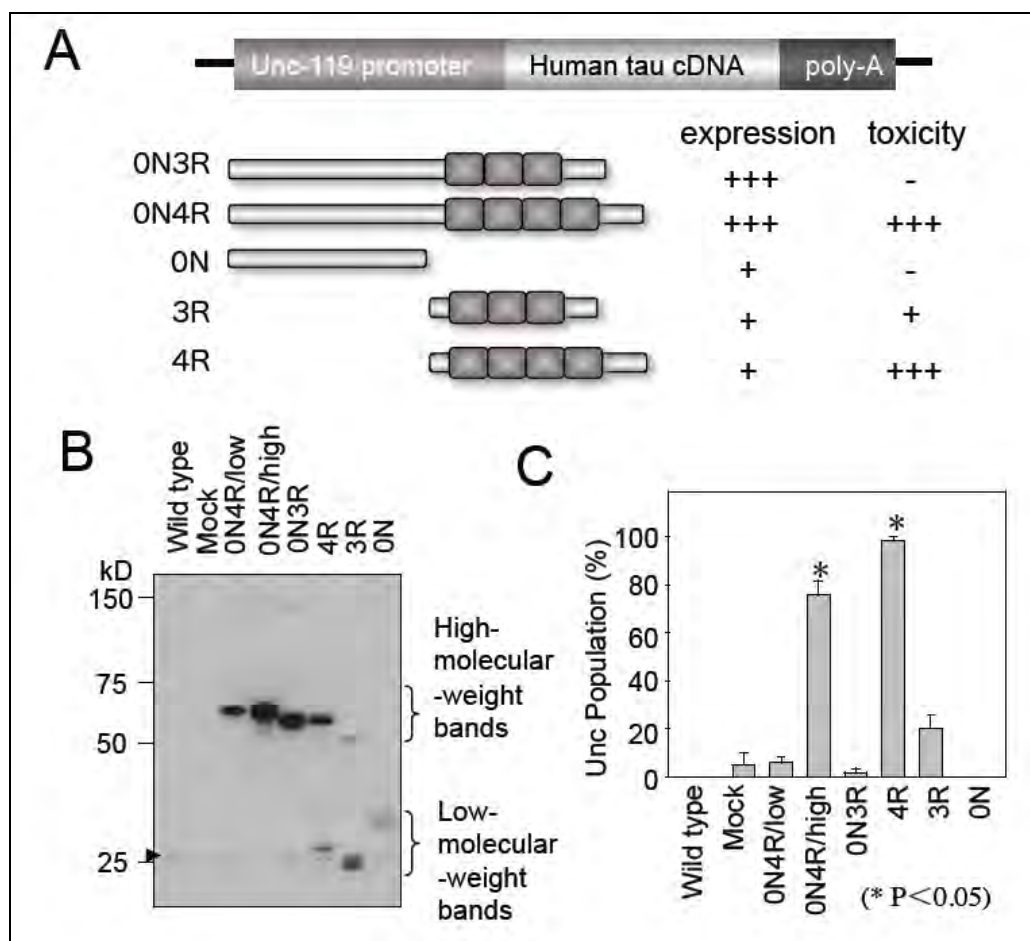 A
Unc-119 promoter Human tau cDNA poly-A
expression toxicity
0N3R +++ -
0N4R +++ +++
0N + -
3R + +
4R + +++
B
Wild type
Mock
0N4R/low
0N4R/high
0N3R
4R
3R
0N
kD
150
75
50
25
High-
molecular
-weight
bands
Low-
molecular
-weight
bands
C
Unc Population (%)
100
80
60
40
20
0
*
*
Wild type
Mock
0N4R/low
0N4R/high
0N3R
4R
3R
0N
(* P<0.05)